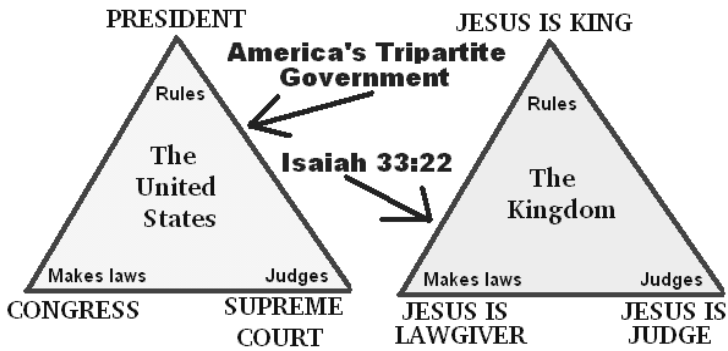 PRESIDENT
JESUS IS KING
America's Tripartite
Government
Rules
Rules
Isaiah 33:22
The
United
States
The
Kingdom
Makes laws
Judges
Makes laws
Judges
CONGRESS
SUPREME
COURT
JESUS IS
LAWGIVER
JESUS IS
JUDGE